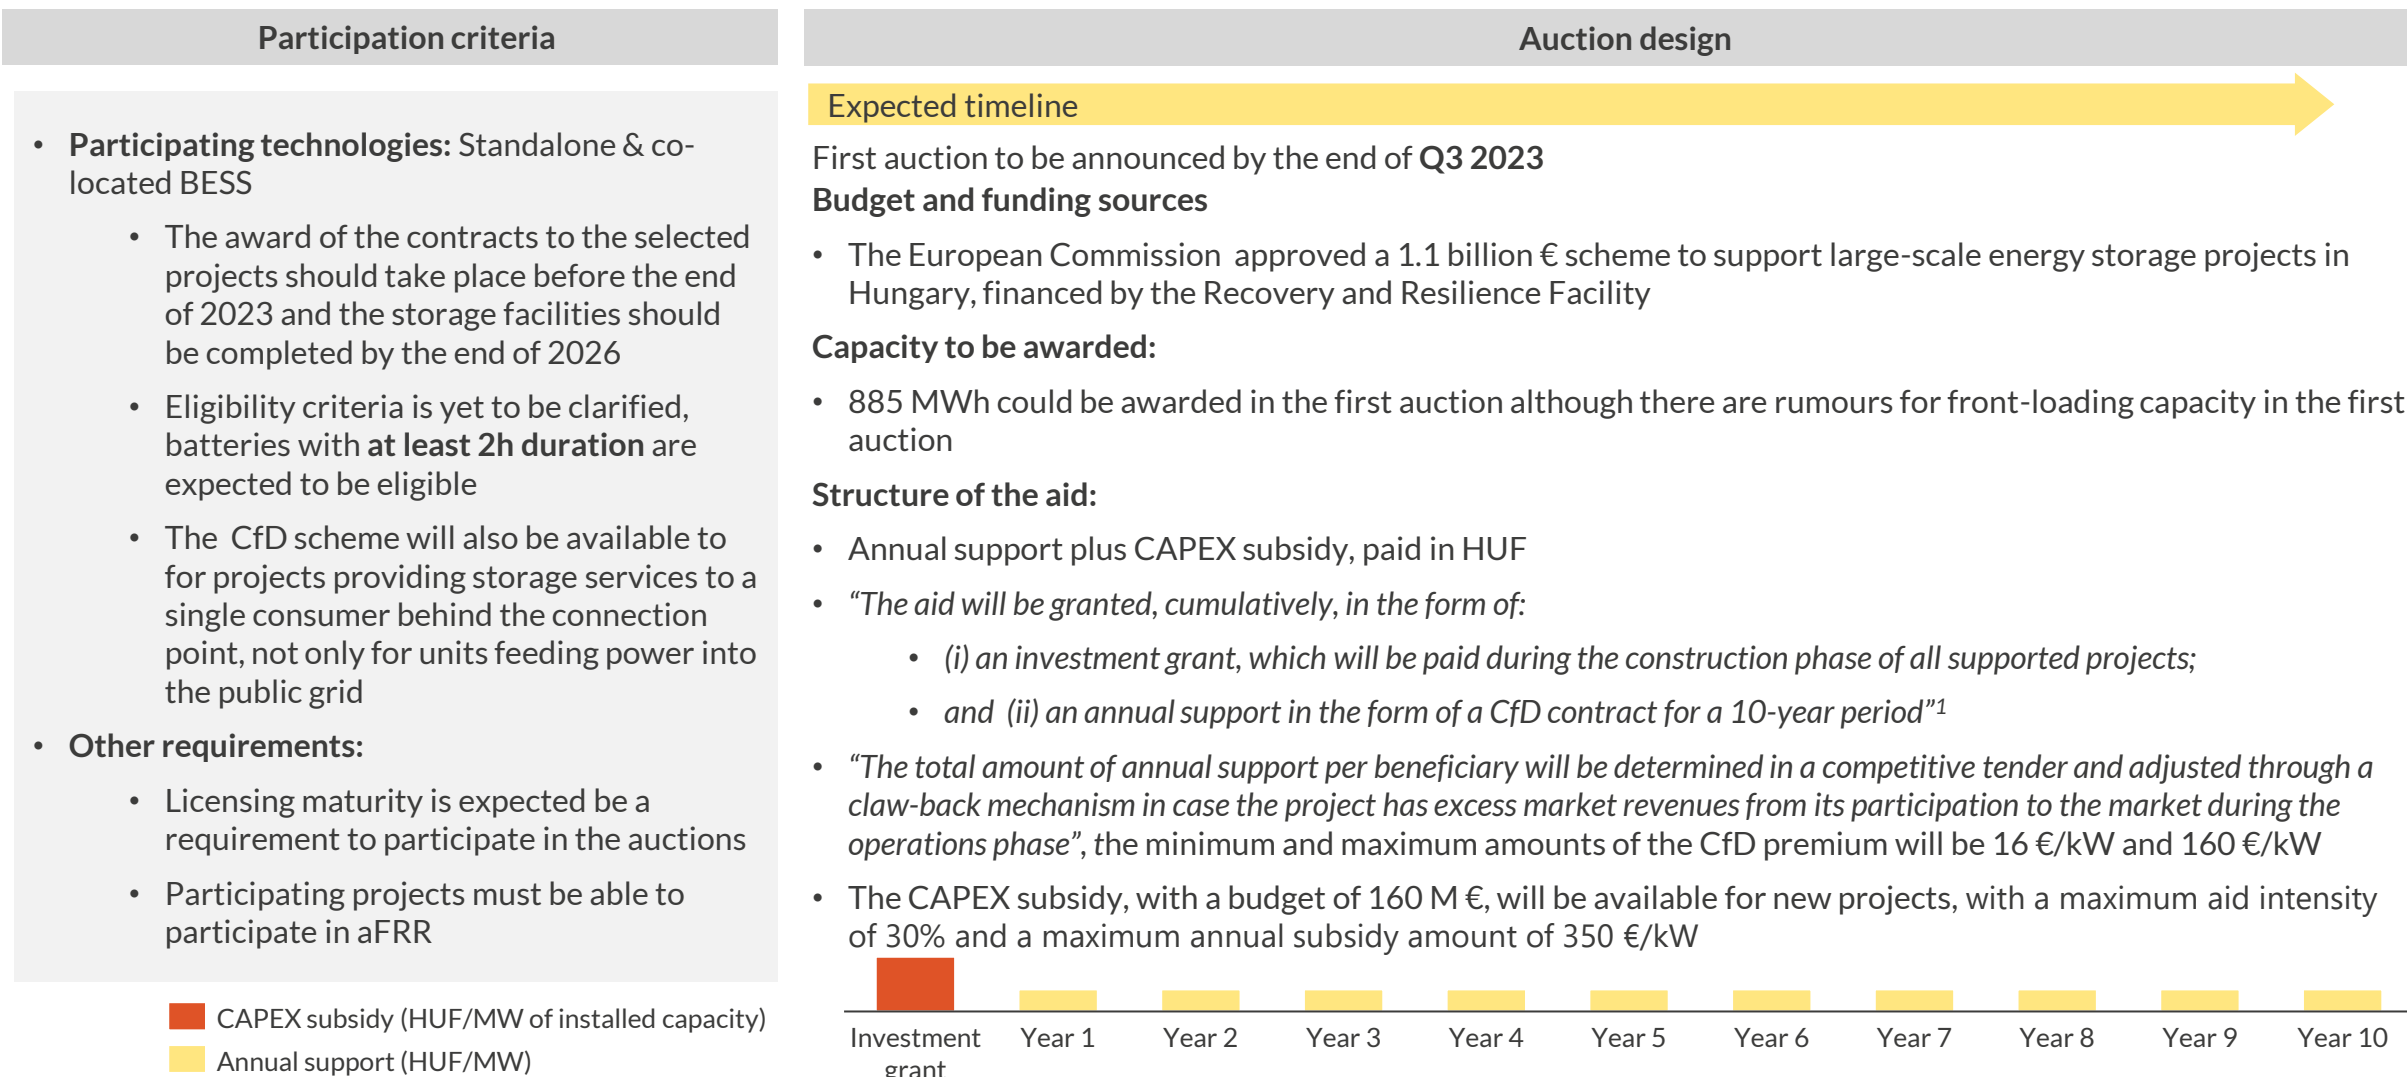 Participation criteria
• Participating technologies: Standalone & co-
located BESS
• The award of the contracts to the selected
projects should take place before the end
of 2023 and the storage facilities should
be completed by the end of 2026
• Eligibility criteria is yet to be clarified,
batteries with at least 2h duration are
expected to be eligible
• The CfD scheme will also be available to
for projects providing storage services to a
single consumer behind the connection
point, not only for units feeding power into
the public grid
• Other requirements:
• Licensing maturity is expected be a
requirement to participate in the auctions
• Participating projects must be able to
participate in aFRR
Auction design
Expected timeline
First auction to be announced by the end of Q3 2023
Budget and funding sources
• The European Commission approved a 1.1 billion € scheme to support large-scale energy storage projects in
Hungary, financed by the Recovery and Resilience Facility
Capacity to be awarded:
• 885 MWh could be awarded in the first auction although there are rumours for front-loading capacity in the first
auction
Structure of the aid:
• Annual support plus CAPEX subsidy, paid in HUF
• “The aid will be granted, cumulatively, in the form of:
• (i) an investment grant, which will be paid during the construction phase of all supported projects;
• and (ii) an annual support in the form of a CfD contract for a 10-year period”1
• “The total amount of annual support per beneficiary will be determined in a competitive tender and adjusted through a
claw-back mechanism in case the project has excess market revenues from its participation to the market during the
operations phase”, the minimum and maximum amounts of the CfD premium will be 16 €/kW and 160 €/kW
• The CAPEX subsidy, with a budget of 160 M €, will be available for new projects, with a maximum aid intensity
of 30% and a maximum annual subsidy amount of 350 €/kW
CAPEX subsidy (HUF/MW of installed capacity)
Annual support (HUF/MW)
Investment
grant
Year 1
Year 2
Year 3
Year 4
Year 5
Year 6
Year 7
Year 8
Year 9
Year 10